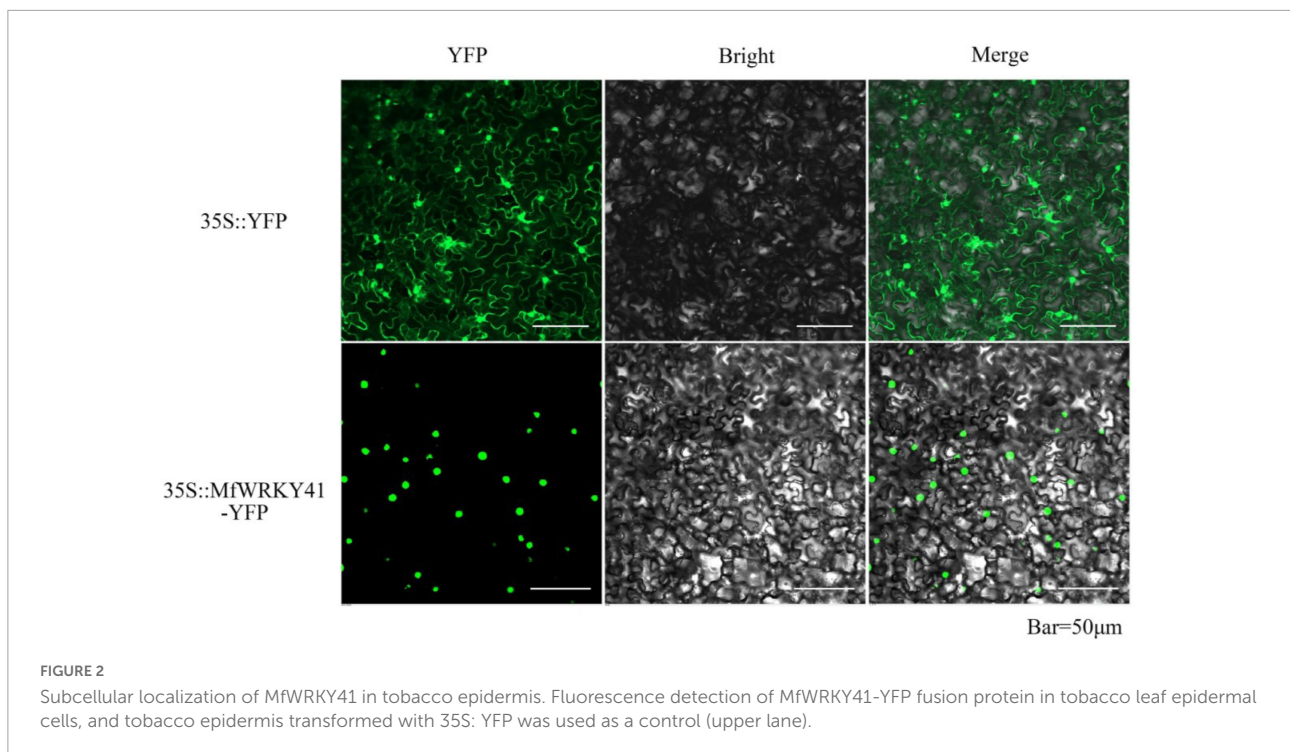 YFP Bright Merge
35S::YFP
35S::MfWRKY41
-YFP
Bar=50μm
FIGURE 2
Subcellular localization of MfWRKY41 in tobacco epidermis. Fluorescence detection of MfWRKY41-YFP fusion protein in tobacco leaf epidermal
cells, and tobacco epidermis transformed with 35S: YFP was used as a control (upper lane).